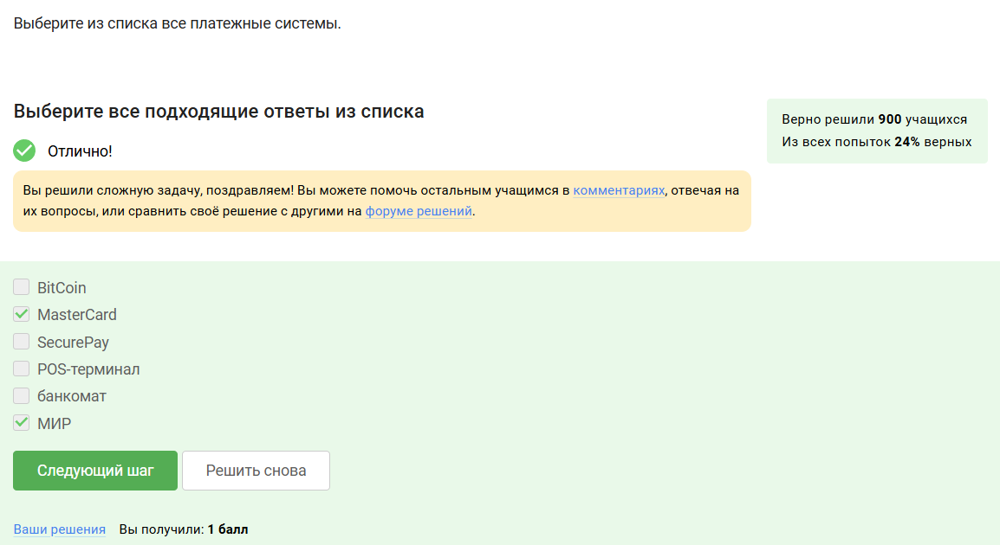 Выберите из списка все платежные системы.
Выберите все подходящие ответы из списка
Верно решили 900 учащихся
Из всех попыток 24% верных
Отлично!
Вы решили сложную задачу, поздравляем! Вы можете помочь остальным учащимся в комментариях, отвечая на
их вопросы, или сравнить своё решение с другими на форуме решений.
BitCoin
MasterCard
SecurePay
POS-терминал
банкомат
МИР
Следующий шаг
Решить снова
Ваши решения Вы получили: 1 балл